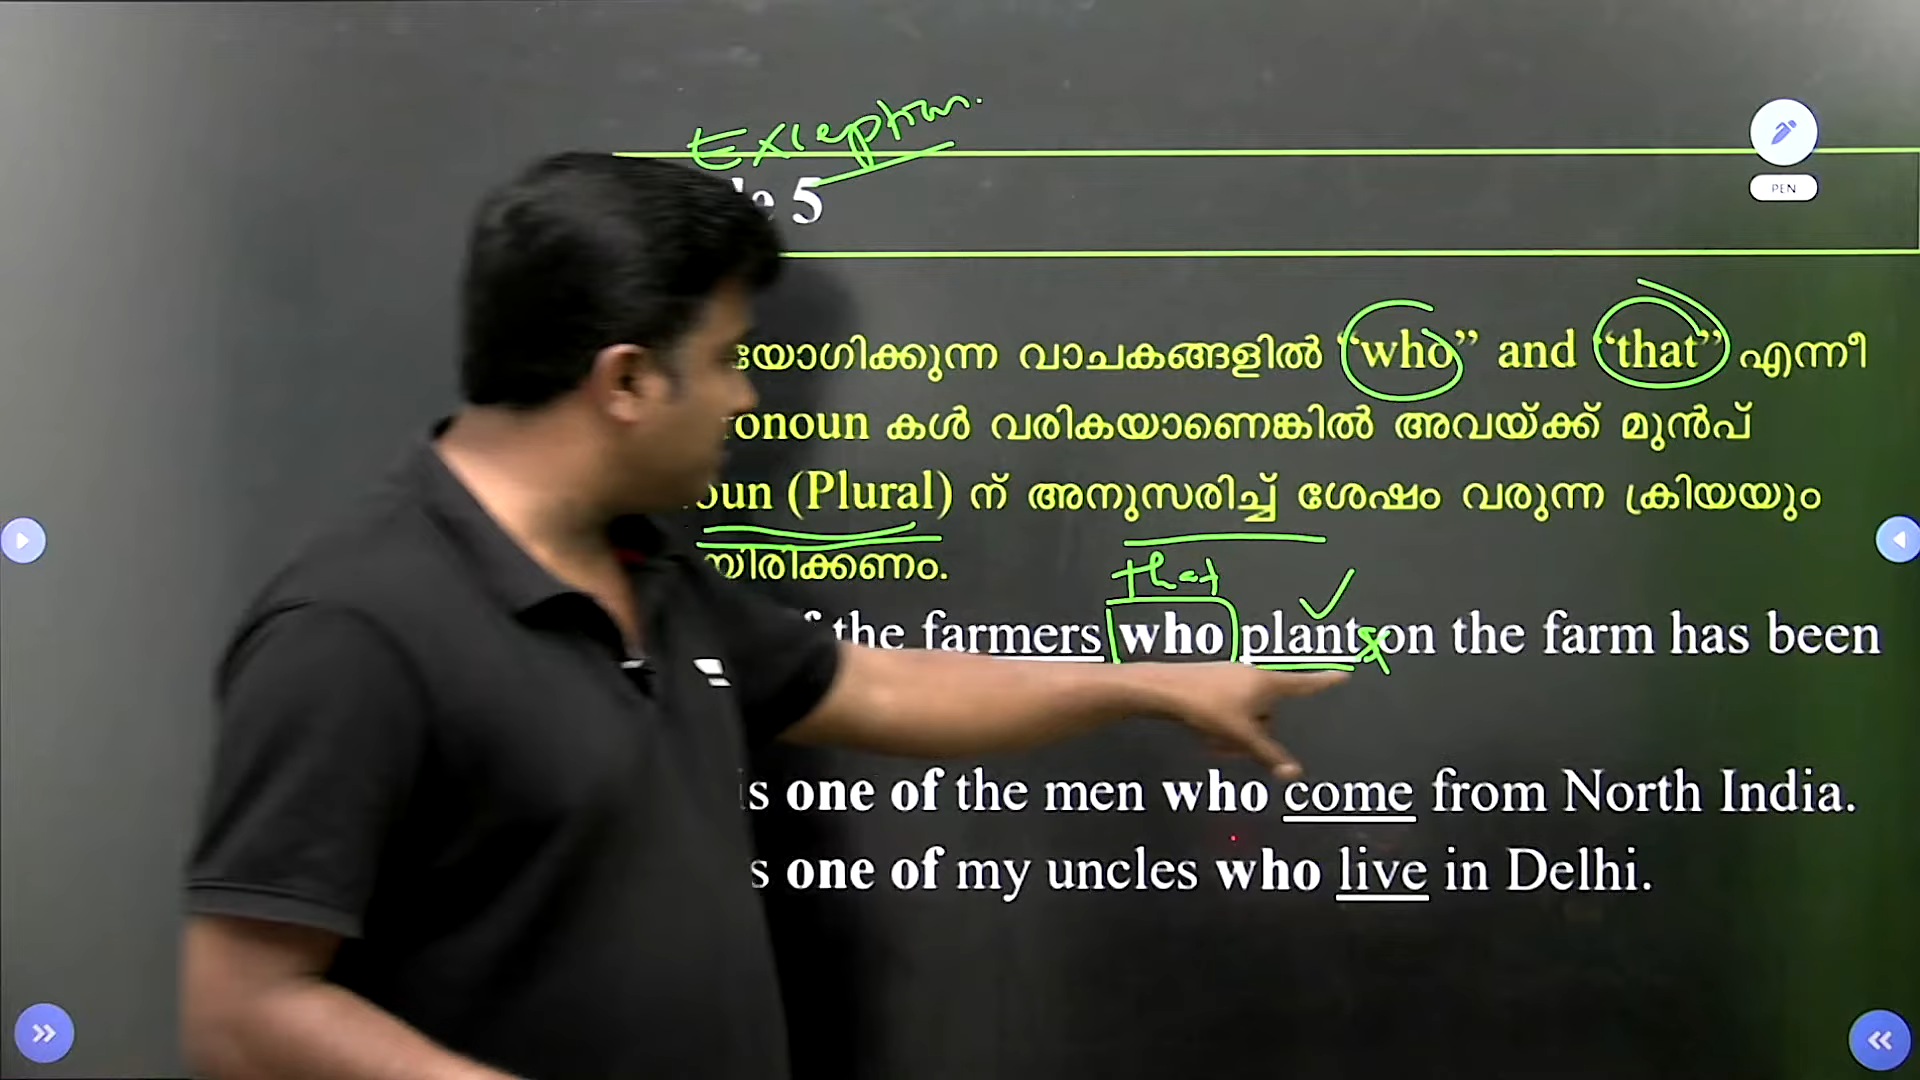 Exception.
5
PEN
യോഗിക്കുന്ന വാചകങ്ങളിൽ “who” and “that” എന്നീ
ronoun കൾ വരികയാണെങ്കിൽ അവയ്ക്ക് മുൻപ്
oun (Plural) ന് അനുസരിച്ച് ശേഷം വരുന്ന ക്രിയയും
യിരിക്കണം.
that
the farmers who plant on the farm has been
s one of the men who come from North India.
s one of my uncles who live in Delhi.